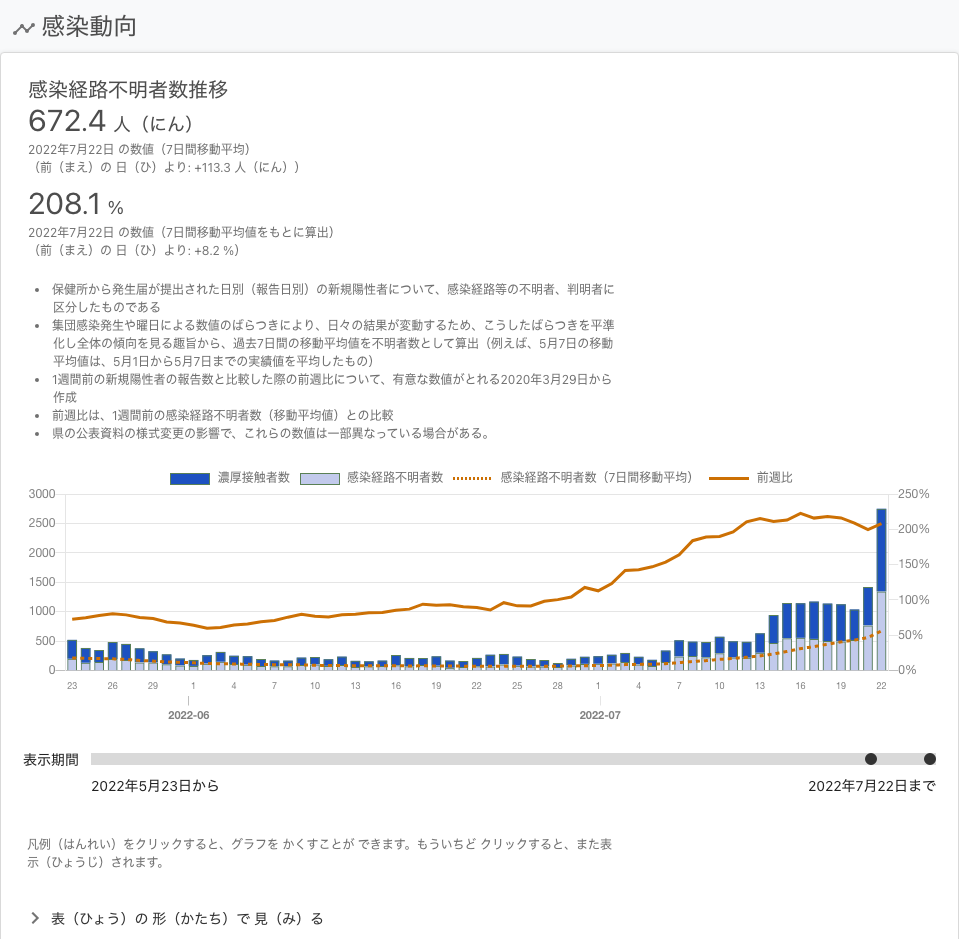 感染動向
感染経路不明者数推移
672.4 人（にん）
2022年7月22日 の数値（7日間移動平均）
（前（まえ）の 日（ひ）より: +113.3 人（にん））
208.1 %
2022年7月22日 の数値（7日間移動平均値をもとに算出）
（前（まえ）の 日（ひ）より: +8.2 %）
• 保健所から発生届が提出された日別（報告日別）の新規陽性者について、感染経路等の不明者、判明者に
区分したものである
• 集団感染発生や曜日による数値のばらつきにより、日々の結果が変動するため、こうしたばらつきを平準
化し全体の傾向を見る趣旨から、過去7日間の移動平均値を不明者数として算出（例えば、5月7日の移動
平均値は、5月1日から5月7日までの実績値を平均したもの）
• 1週間前の新規陽性者の報告数と比較した際の前週比について、有意な数値がとれる2020年3月29日から
作成
• 前週比は、1週間前の感染経路不明者数（移動平均値）との比較
• 県の公表資料の様式変更の影響で、これらの数値は一部異なっている場合がある。
濃厚接触者数 感染経路不明者数 感染経路不明者数（7日間移動平均） 前週比
3000 250%
2500 200%
2000 150%
1500
1000 100%
500 50%
0 0%
23 26 29 1 4 7 10 13 16 19 22 25 28 1 4 7 10 13 16 19 22
2022-06 2022-07
表示期間
2022年5月23日から 2022年7月22日まで
凡例（はんれい）をクリックすると、グラフを かくすことが できます。もういちど クリックすると、また表
示（ひょうじ）されます。
表（ひょう）の 形（かたち）で 見（み）る